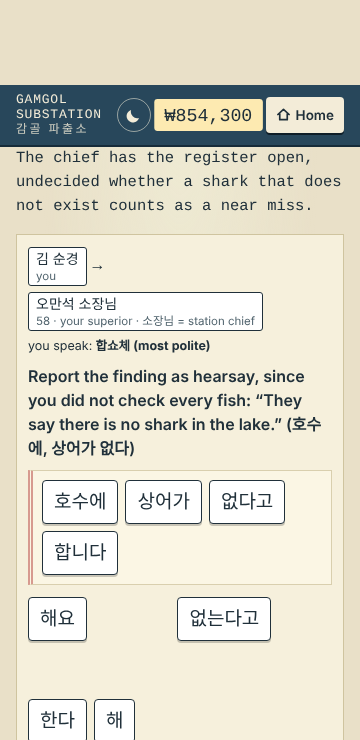 GAMGOL
SUBSTATION
감골 파출소
₩854,300
Home
The chief has the register open,
undecided whether a shark that does
not exist counts as a near miss.
김 순경
you
→
오만석 소장님
58 · your superior · 소장님 = station chief
you speak: 합쇼체 (most polite)
Report the finding as hearsay, since
you did not check every fish: “They
say there is no shark in the lake.” (호수
에, 상어가 없다)
호수에 상어가 없다고
합니다
해요 없는다고
한다 해